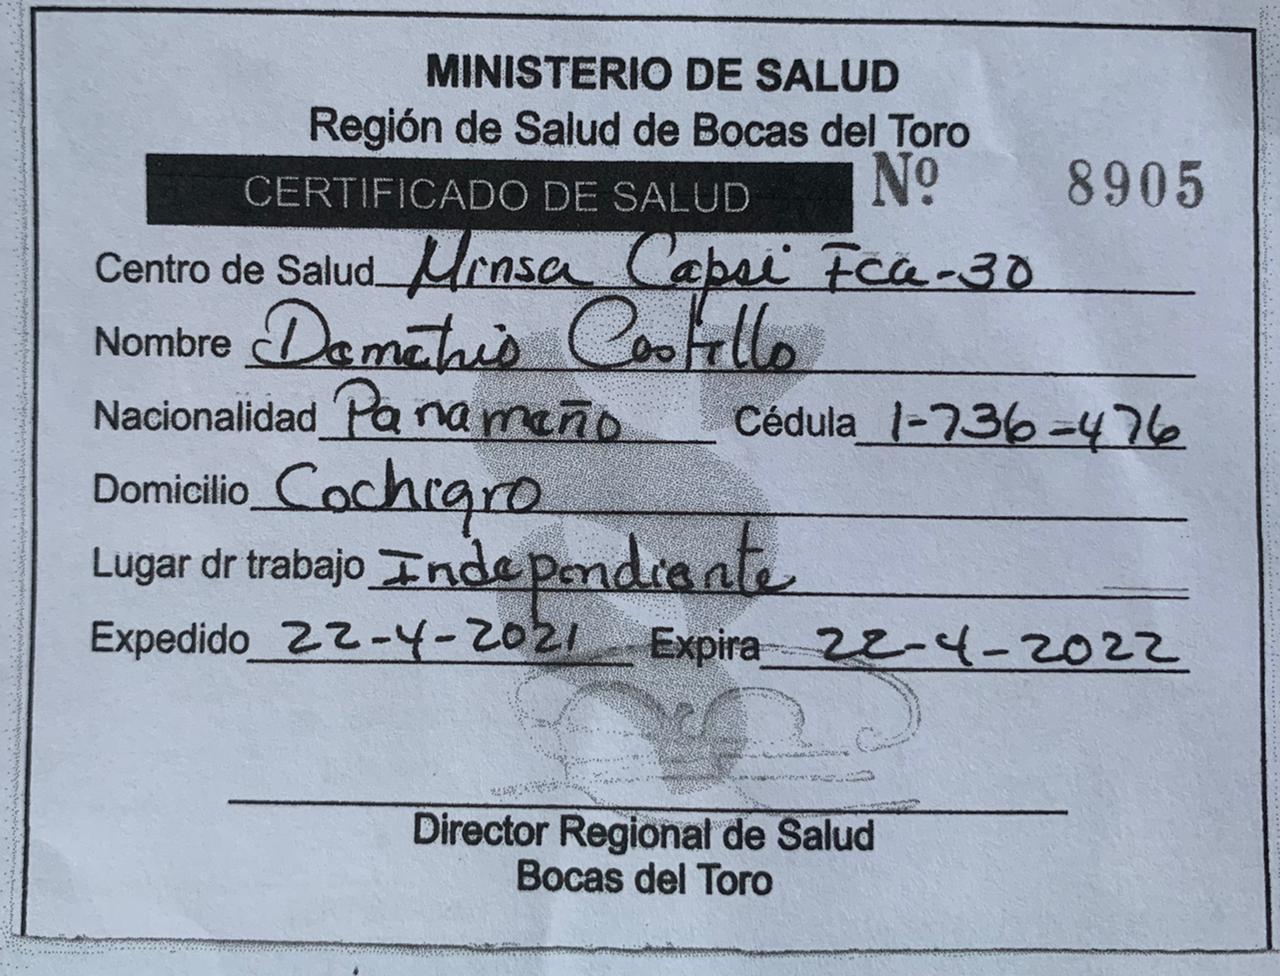 MINISTERIO DE SALUD
Región de Salud de Bocas del Toro
CERTIFICADO DE SALUD Nº 8905
Centro de Salud Minsa Capsi Fca-30
Nombre Demetrio Castillo
Nacionalidad Panameño Cédula 1-736-476
Domicilio Cochigro
Lugar dr trabajo Independiente
Expedido 22-4-2021 Expira 22-4-2022
Director Regional de Salud
Bocas del Toro